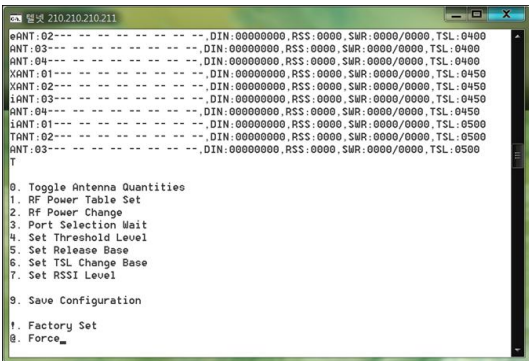 텔넷 210.210.210.211
eANT:02--- -- -- -- -- --,DIN:00000000,RSS:0000,SWR:0000/0000,TSL:0400
ANT:03--- -- -- -- -- --,DIN:00000000,RSS:0000,SWR:0000/0000,TSL:0400
ANT:04--- -- -- -- -- --,DIN:00000000,RSS:0000,SWR:0000/0000,TSL:0400
XANT:01--- -- -- -- -- --,DIN:00000000,RSS:0000,SWR:0000/0000,TSL:0450
XANT:02--- -- -- -- -- --,DIN:00000000,RSS:0000,SWR:0000/0000,TSL:0450
iANT:03--- -- -- -- -- --,DIN:00000000,RSS:0000,SWR:0000/0000,TSL:0450
ANT:04--- -- -- -- -- --,DIN:00000000,RSS:0000,SWR:0000/0000,TSL:0450
iANT:01--- -- -- -- -- --,DIN:00000000,RSS:0000,SWR:0000/0000,TSL:0500
TANT:02--- -- -- -- -- --,DIN:00000000,RSS:0000,SWR:0000/0000,TSL:0500
ANT:03--- -- -- -- -- --,DIN:00000000,RSS:0000,SWR:0000/0000,TSL:0500
T
0. Toggle Antenna Quantities
1. RF Power Table Set
2. Rf Power Change
3. Port Selection Wait
4. Set Threshold Level
5. Set Release Base
6. Set TSL Change Base
7. Set RSSI Level
9. Save Configuration
!. Factory Set
@. Force_